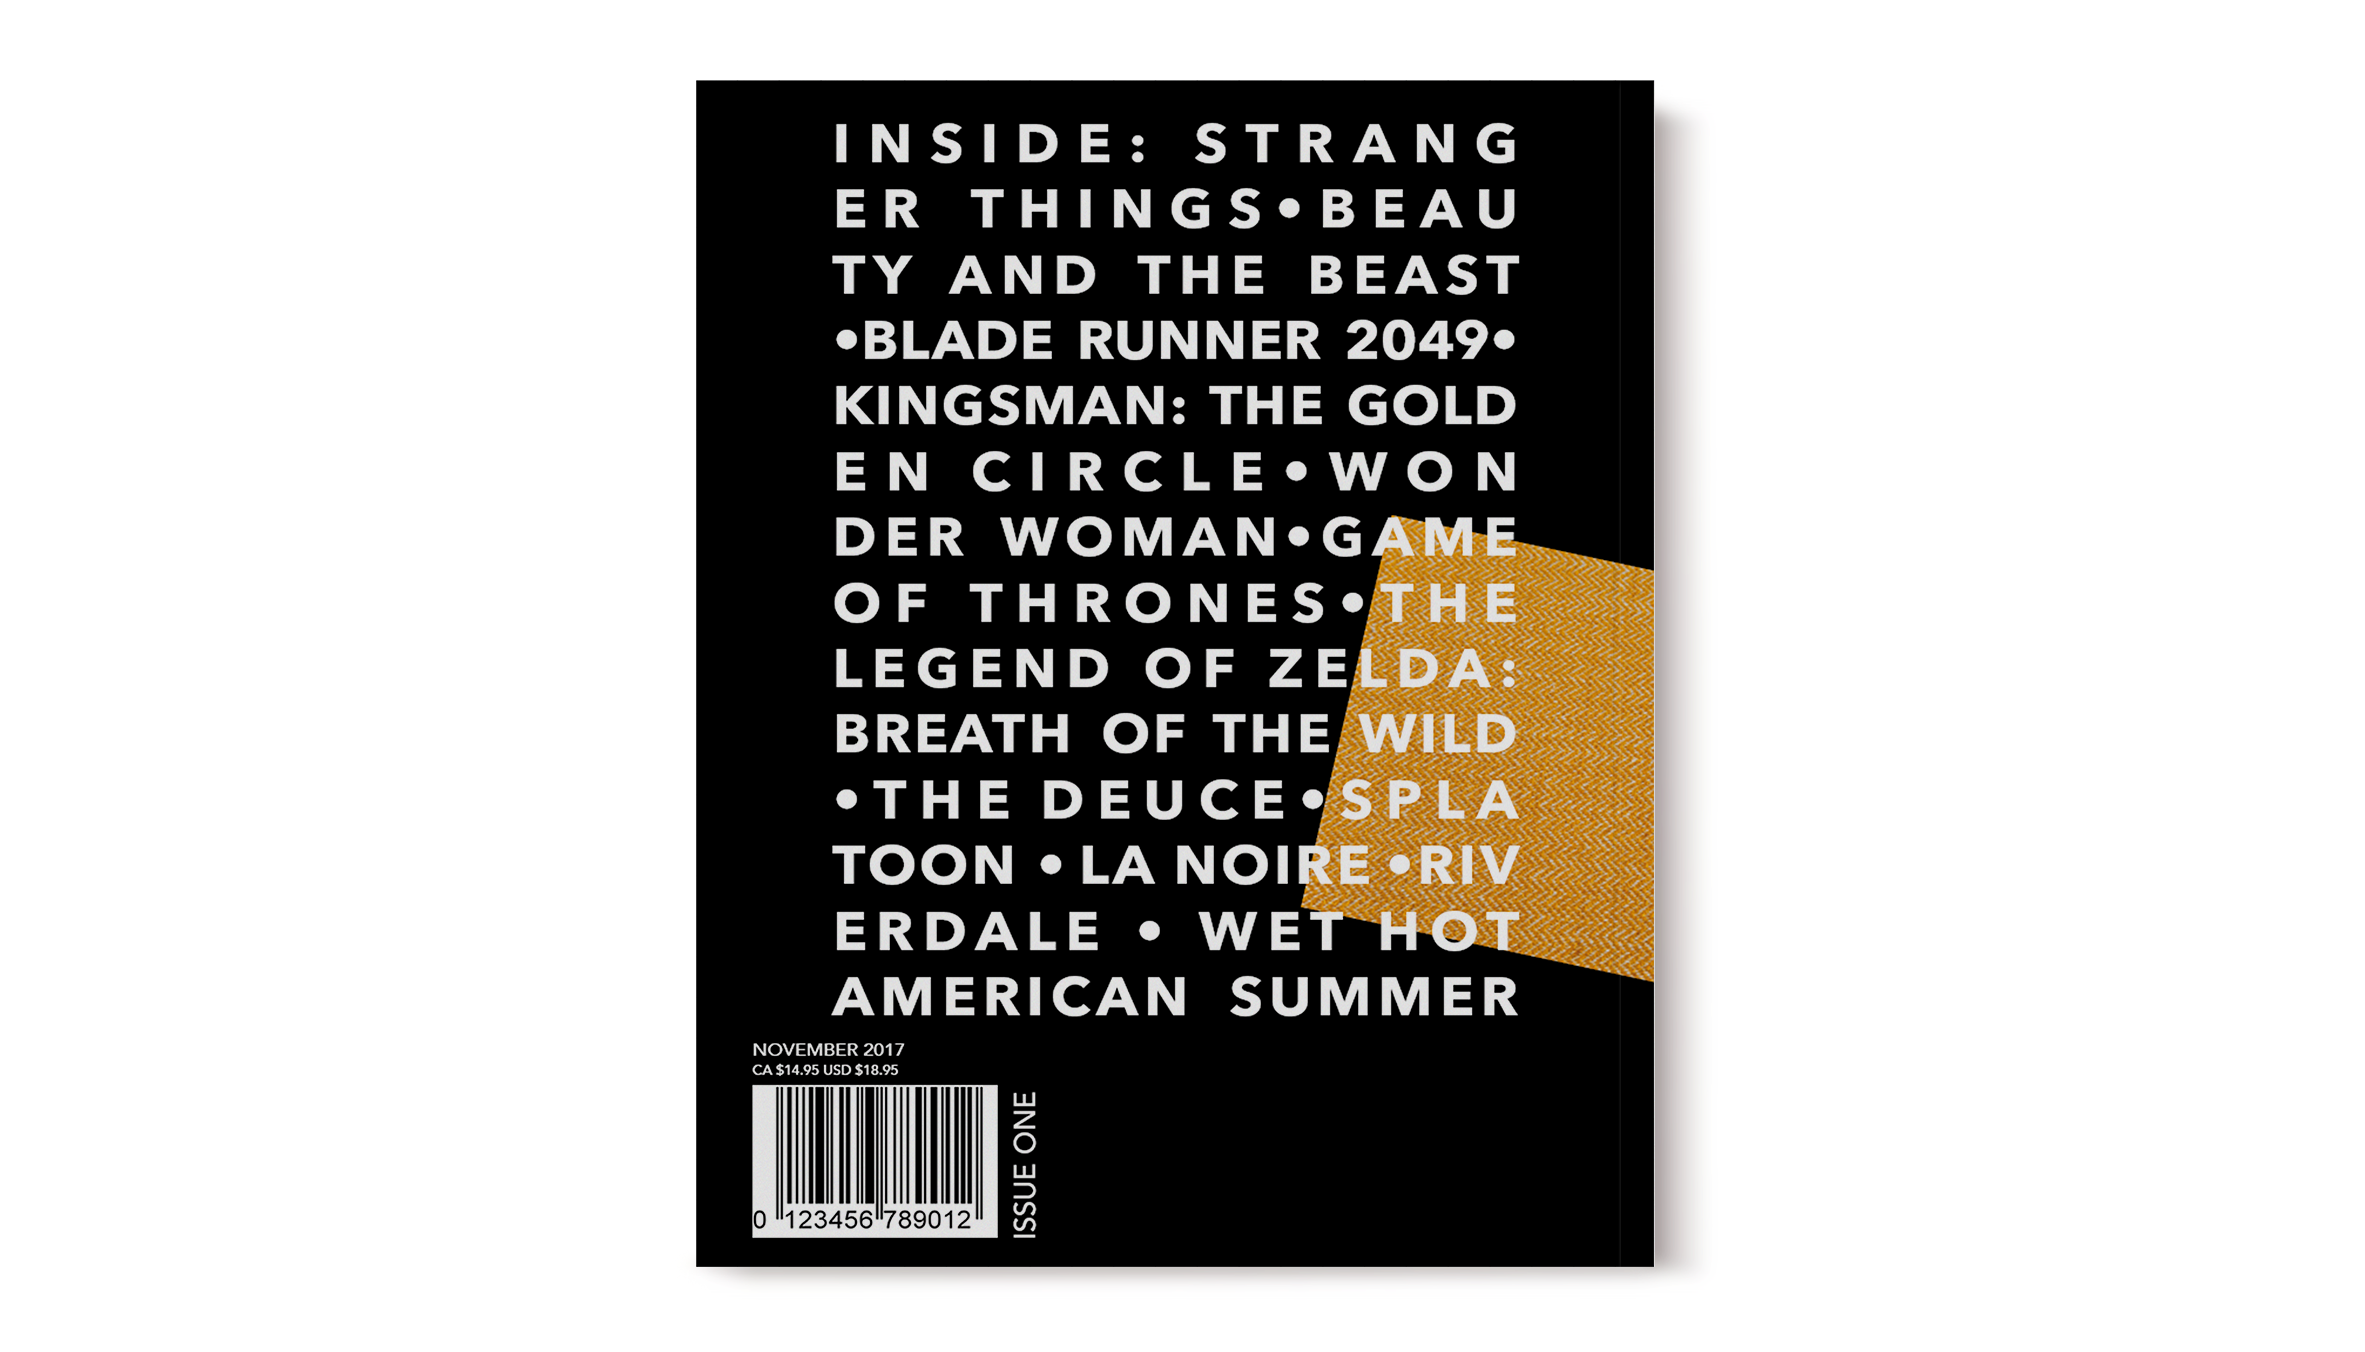 INSIDE: STRANG
ER THINGS•BEAU
TY AND THE BEAST
•BLADE RUNNER 2049•
KINGSMAN: THE GOLD
EN CIRCLE•WON
DER WOMAN•GAME
OF THRONES•THE
LEGEND OF ZELDA:
BREATH OF THE WILD
•THE DEUCE•SPLA
TOON • LA NOIRE •RIV
ERDALE • WET HOT
AMERICAN SUMMER
NOVEMBER 2017
CA $14.95 USD $18.95
0 123456 789012
ISSUE ONE